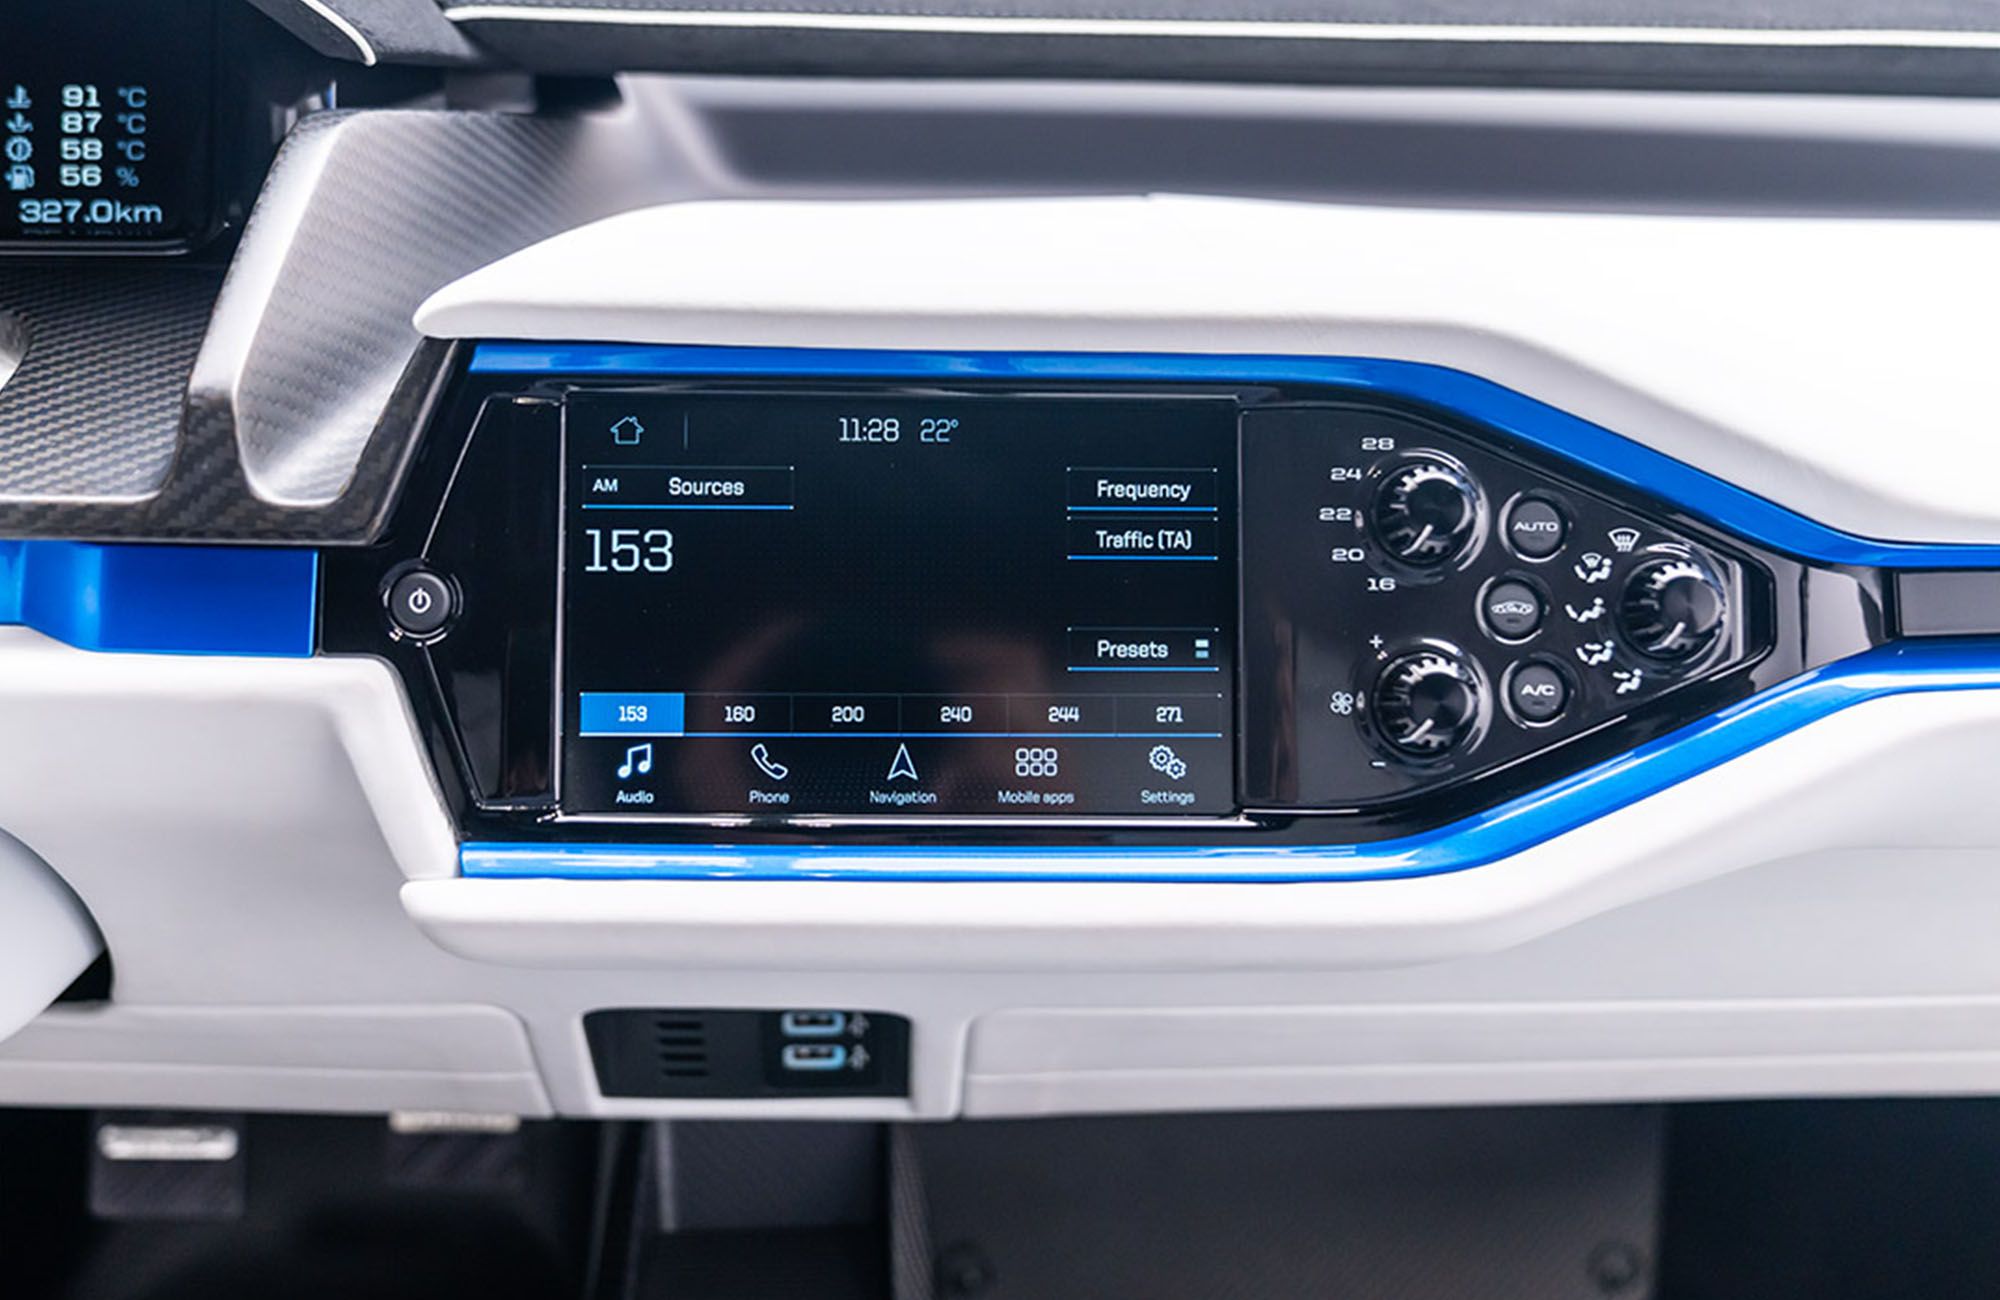 91 °C
87 °C
58 °C
56 %
327.0km
11:28 22°
AM Sources
Frequency
153
Traffic (TA)
Presets
153 160 200 240 244 271
Audio Phone Navigation Mobile apps Settings
28
24
22
20
16
AUTO
A/C
+
-